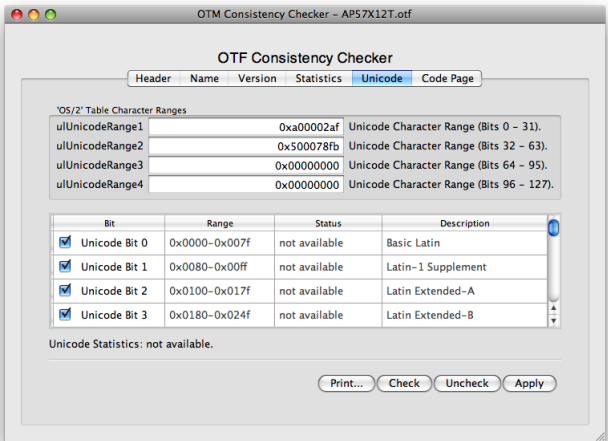 OTM Consistency Checker - AP57X12T.otf
OTF Consistency Checker
Header Name Version Statistics Unicode Code Page
'OS/2' Table Character Ranges
ulUnicodeRange1 0xa00002af Unicode Character Range (Bits 0 - 31).
ulUnicodeRange2 0x500078fb Unicode Character Range (Bits 32 - 63).
ulUnicodeRange3 0x00000000 Unicode Character Range (Bits 64 - 95).
ulUnicodeRange4 0x00000000 Unicode Character Range (Bits 96 - 127).
Bit Range Status Description
Unicode Bit 0 0x0000-0x007f not available Basic Latin
Unicode Bit 1 0x0080-0x00ff not available Latin-1 Supplement
Unicode Bit 2 0x0100-0x017f not available Latin Extended-A
Unicode Bit 3 0x0180-0x024f not available Latin Extended-B
Unicode Statistics: not available.
Print... Check Uncheck Apply